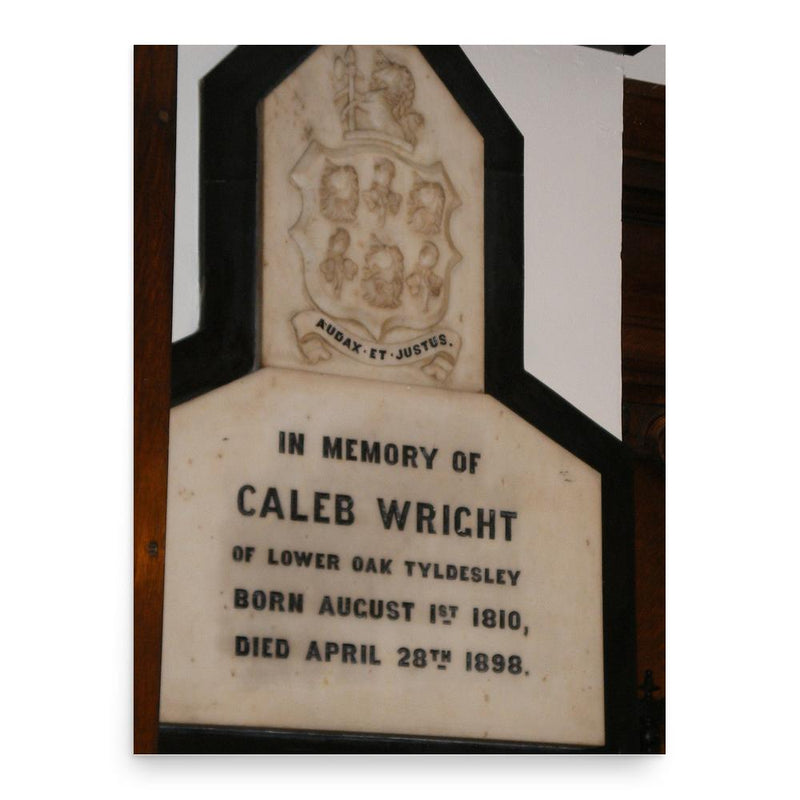 AUDAX · ET · JUSTUS.
IN MEMORY OF
CALEB WRIGHT
OF LOWER OAK TYLDESLEY
BORN AUGUST 1ST 1810,
DIED APRIL 28TH 1898.